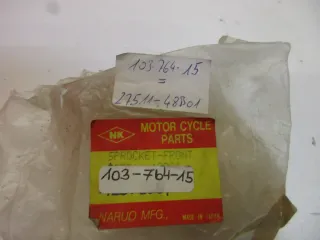 103 764-15
=
27511-48B01
NK
MOTOR CYCLE
PARTS
SPROCKET-FRONT
103-764-15
NARUO MFG.,
MADE IN JAPAN